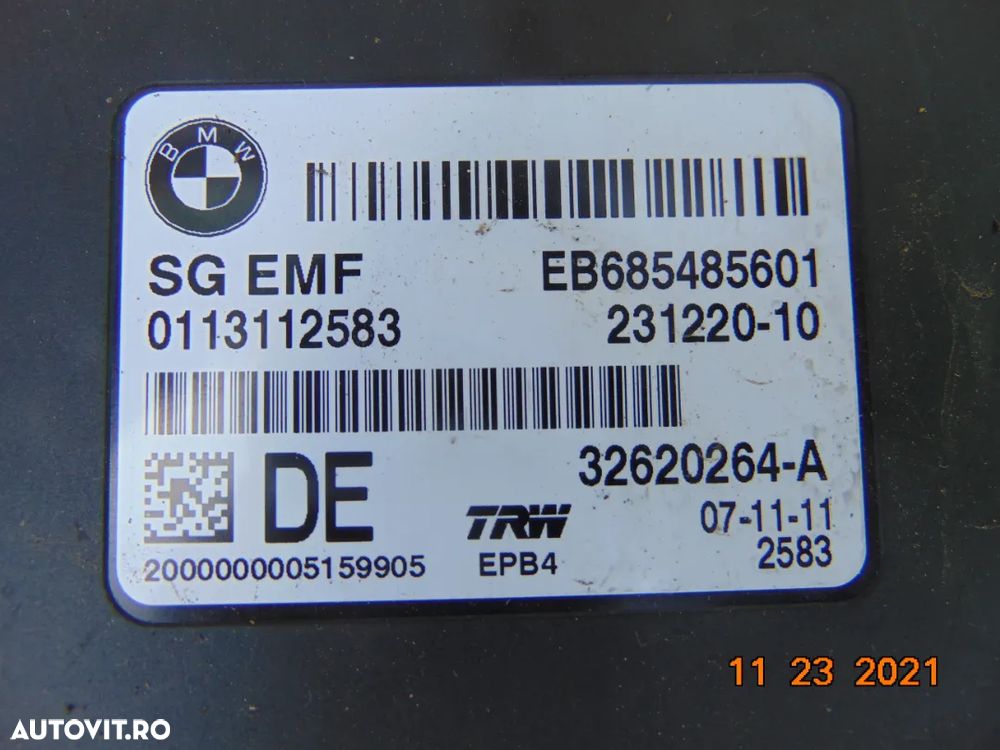 BMW
SG EMF EB685485601
0113112583 231220-10
DE 32620264-A
TRW 07-11-11
2000000005159905 EPB4 2583
11 23 2021
AUTOVIT.RO